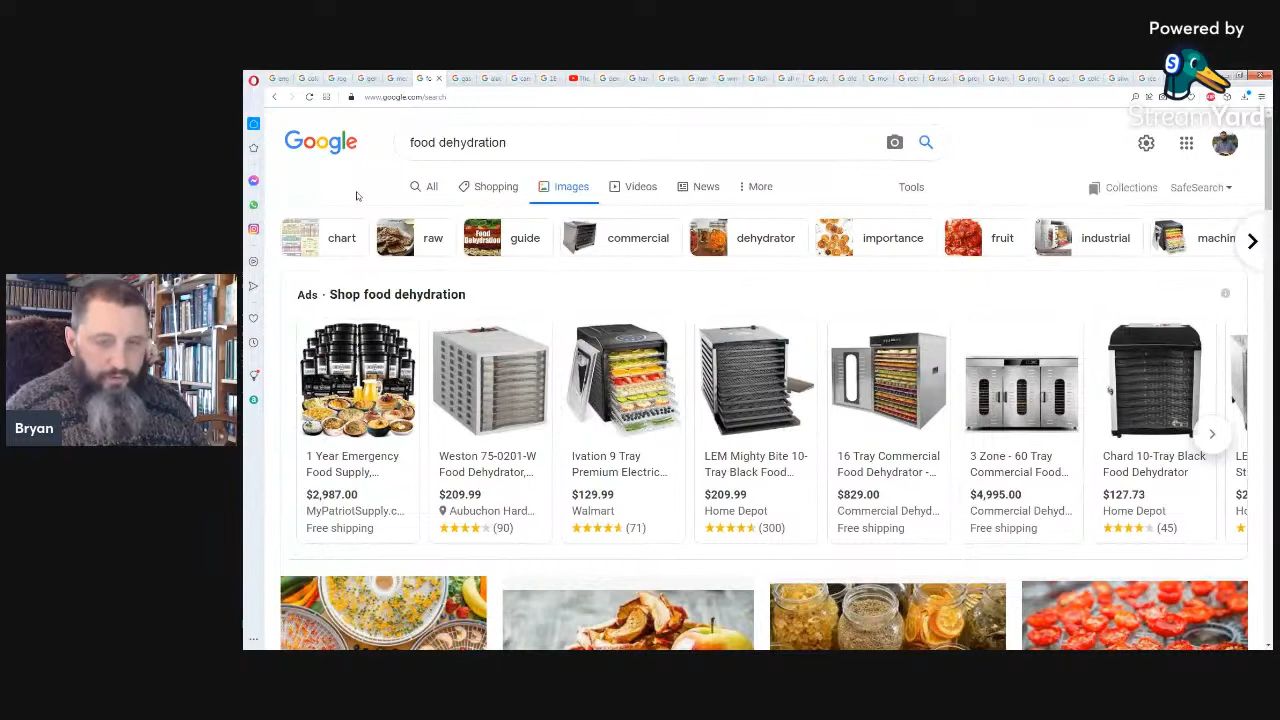 Powered by
StreamYard
www.google.com/search
Google
food dehydration
All
Shopping
Images
Videos
News
More
Tools
Collections
SafeSearch
chart
raw
Food Dehydration
guide
commercial
dehydrator
importance
fruit
industrial
machin
Ads · Shop food dehydration
1 Year Emergency
Food Supply,...
$2,987.00
MyPatriotSupply.c...
Free shipping
Weston 75-0201-W
Food Dehydrator,...
$209.99
Aubuchon Hard...
(90)
Ivation 9 Tray
Premium Electric...
$129.99
Walmart
(71)
LEM Mighty Bite 10-
Tray Black Food...
$209.99
Home Depot
(300)
16 Tray Commercial
Food Dehydrator -...
$829.00
Commercial Dehyd...
Free shipping
3 Zone - 60 Tray
Commercial Food...
$4,995.00
Commercial Dehyd...
Free shipping
Chard 10-Tray Black
Food Dehydrator
$127.73
Home Depot
(45)
Bryan